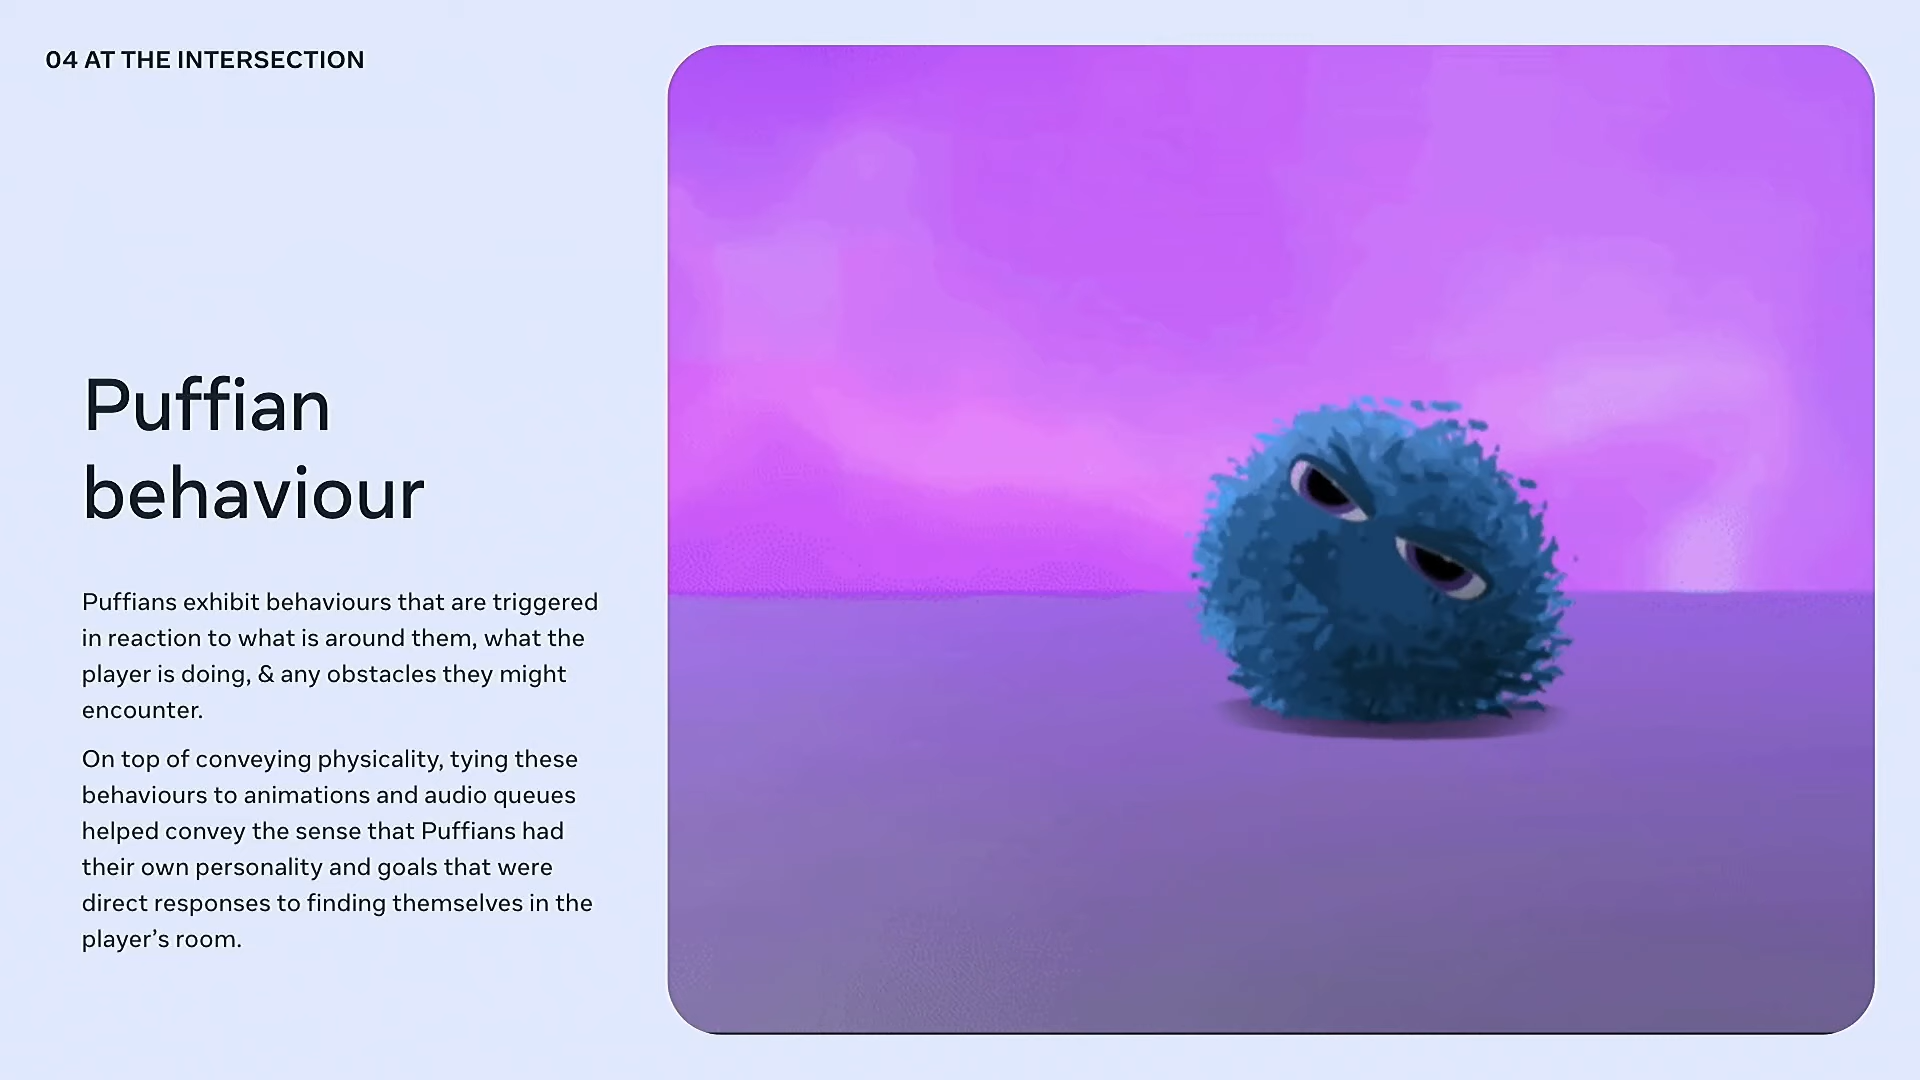 04 AT THE INTERSECTION
Puffian
behaviour
Puffians exhibit behaviours that are triggered
in reaction to what is around them, what the
player is doing, & any obstacles they might
encounter.
On top of conveying physicality, tying these
behaviours to animations and audio queues
helped convey the sense that Puffians had
their own personality and goals that were
direct responses to finding themselves in the
player’s room.